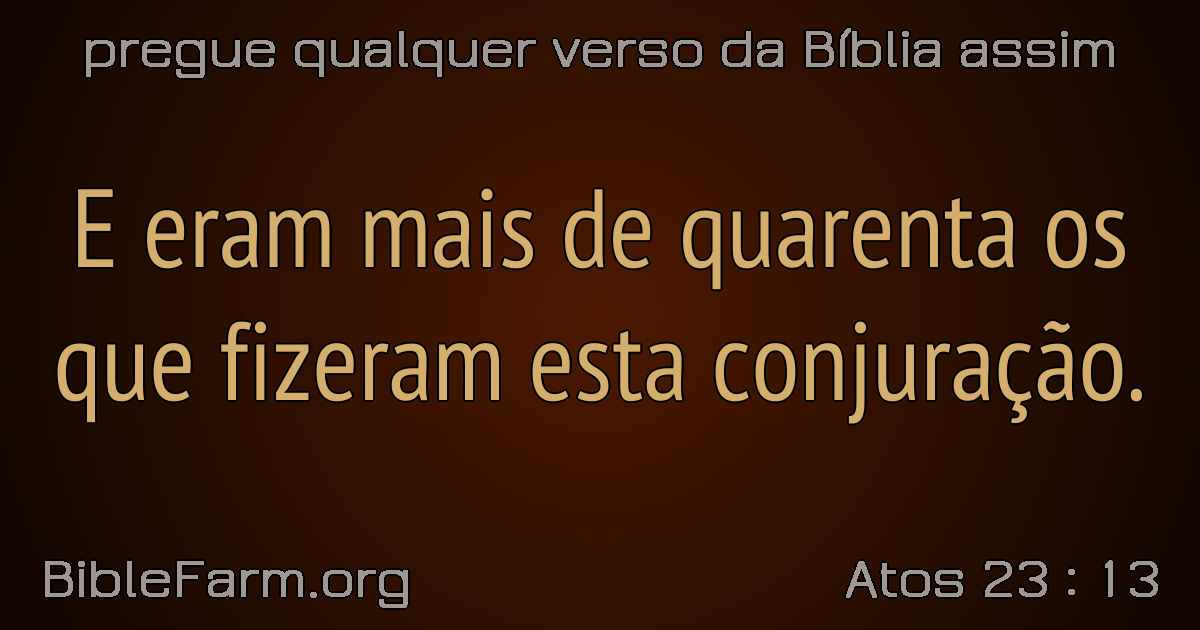 pregue qualquer verso da Bíblia assim
E eram mais de quarenta os
que fizeram esta conjuração.
BibleFarm.org
Atos 23 : 13